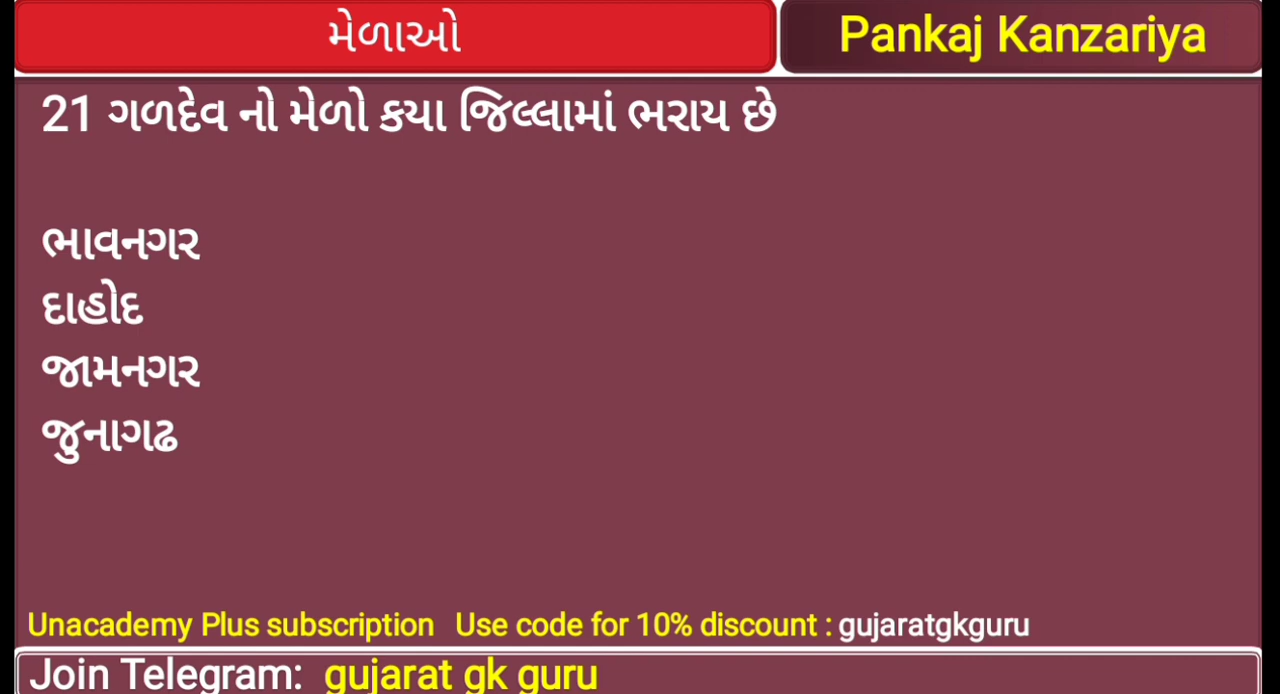 મેળાઓ
Pankaj Kanzariya
21 ગળદેવ નો મેળો કયા જિલ્લામાં ભરાય છે
ભાવનગર
દાહોદ
જામનગર
જુનાગઢ
Unacademy Plus subscription Use code for 10% discount : gujaratgkguru
Join Telegram: gujarat gk guru